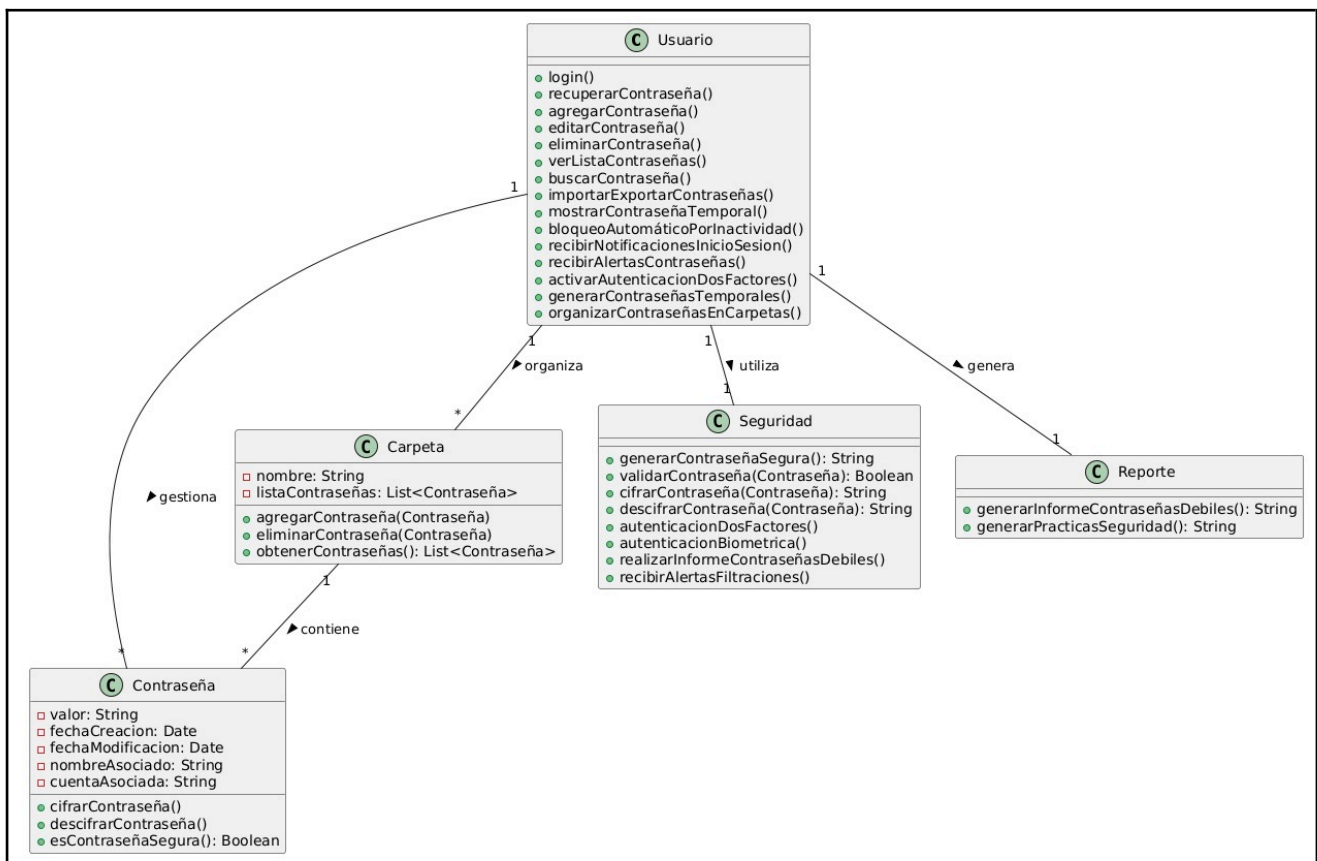 C Usuario
login()
recuperarContraseña()
agregarContraseña()
editarContraseña()
eliminarContraseña()
verListaContraseñas()
buscarContraseña()
importarExportarContraseñas()
mostrarContraseñaTemporal()
bloqueoAutomáticoPorInactividad()
recibirNotificacionesInicioSesion()
recibirAlertasContraseñas()
activarAutenticacionDosFactores()
generarContraseñasTemporales()
organizarContraseñasEnCarpetas()
1
1
1
1
organiza
utiliza
genera
*
1
1
C Carpeta
nombre: String
listaContraseñas: List<Contraseña>
agregarContraseña(Contraseña)
eliminarContraseña(Contraseña)
obtenerContraseñas(): List<Contraseña>
C Seguridad
generarContraseñaSegura(): String
validarContraseña(Contraseña): Boolean
cifrarContraseña(Contraseña): String
descifrarContraseña(Contraseña): String
autenticacionDosFactores()
autenticacionBiometrica()
realizarInformeContraseñasDebiles()
recibirAlertasFiltraciones()
C Reporte
generarInformeContraseñasDebiles(): String
generarPracticasSeguridad(): String
gestiona
1
contiene
*
*
C Contraseña
valor: String
fechaCreacion: Date
fechaModificacion: Date
nombreAsociado: String
cuentaAsociada: String
cifrarContraseña()
descifrarContraseña()
esContraseñaSegura(): Boolean